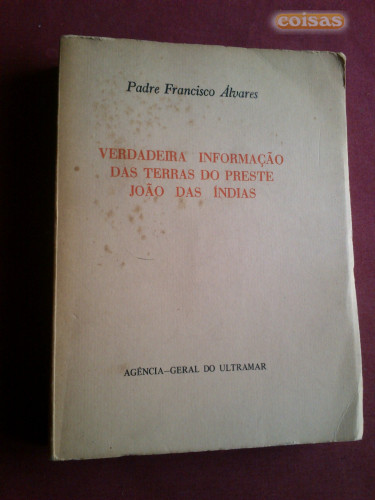 coisas
Padre Francisco Álvares
VERDADEIRA INFORMAÇÃO
DAS TERRAS DO PRESTE
JOÃO DAS ÍNDIAS
AGÊNCIA—GERAL DO ULTRAMAR